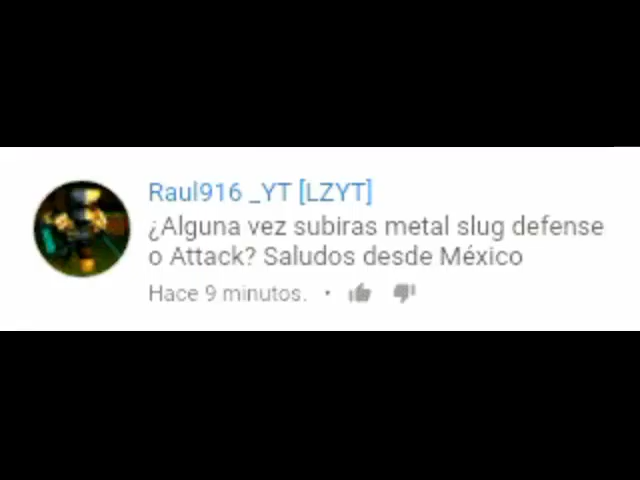 Raul916 _YT [LZYT]
¿Alguna vez subiras metal slug defense
o Attack? Saludos desde México
Hace 9 minutos. •